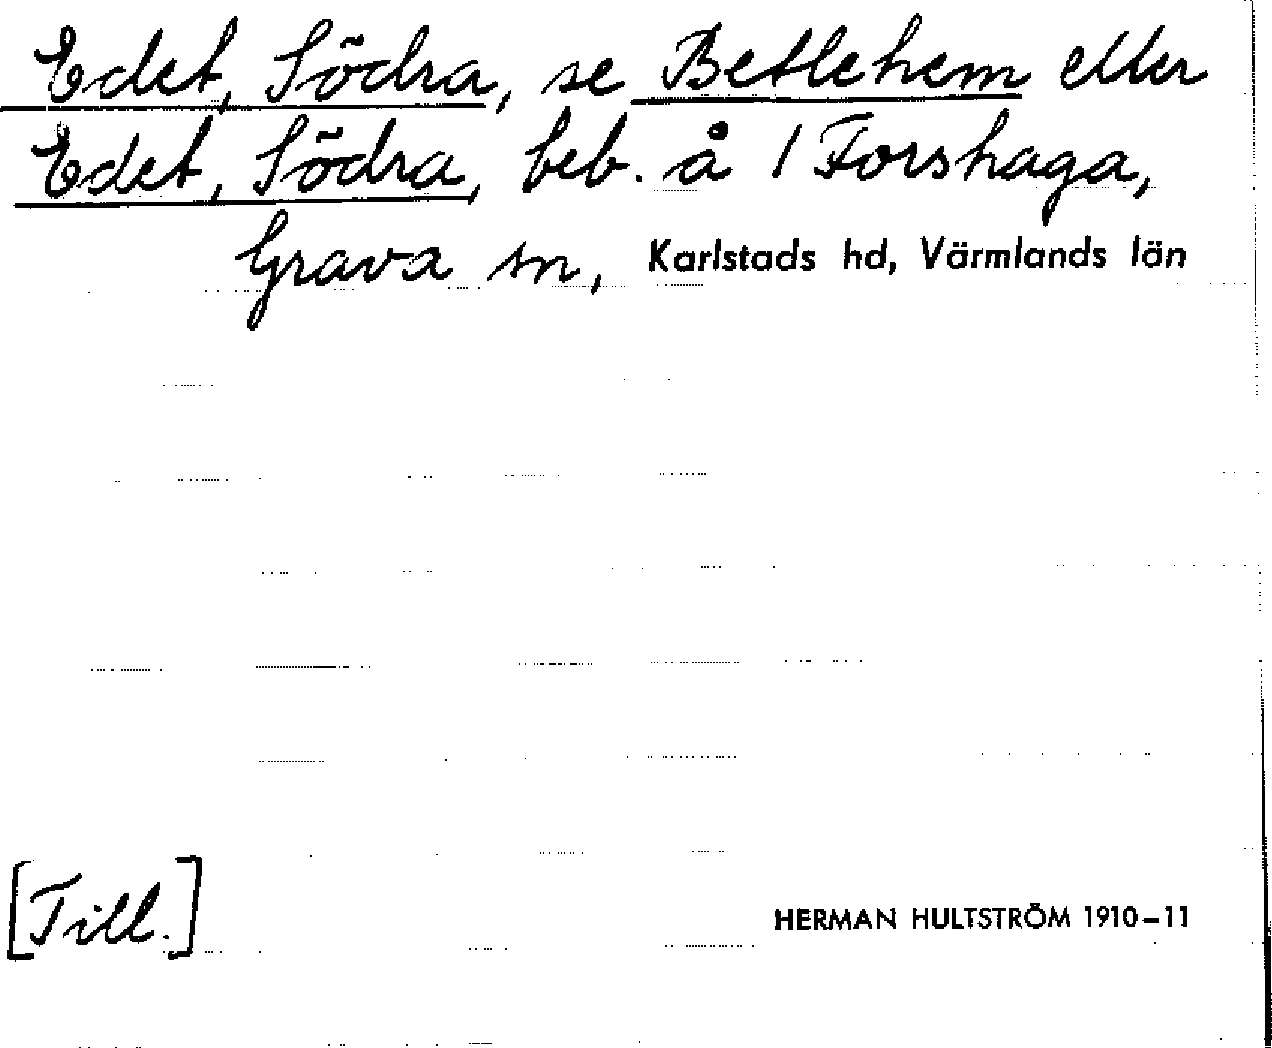 Edet, Södra, se Betlehem eller
Edet, Södra, beb. å 1 Forshaga,
Grava sn, Karlstads hd, Värmlands län
[Till.]
HERMAN HULTSTRÖM 1910-11